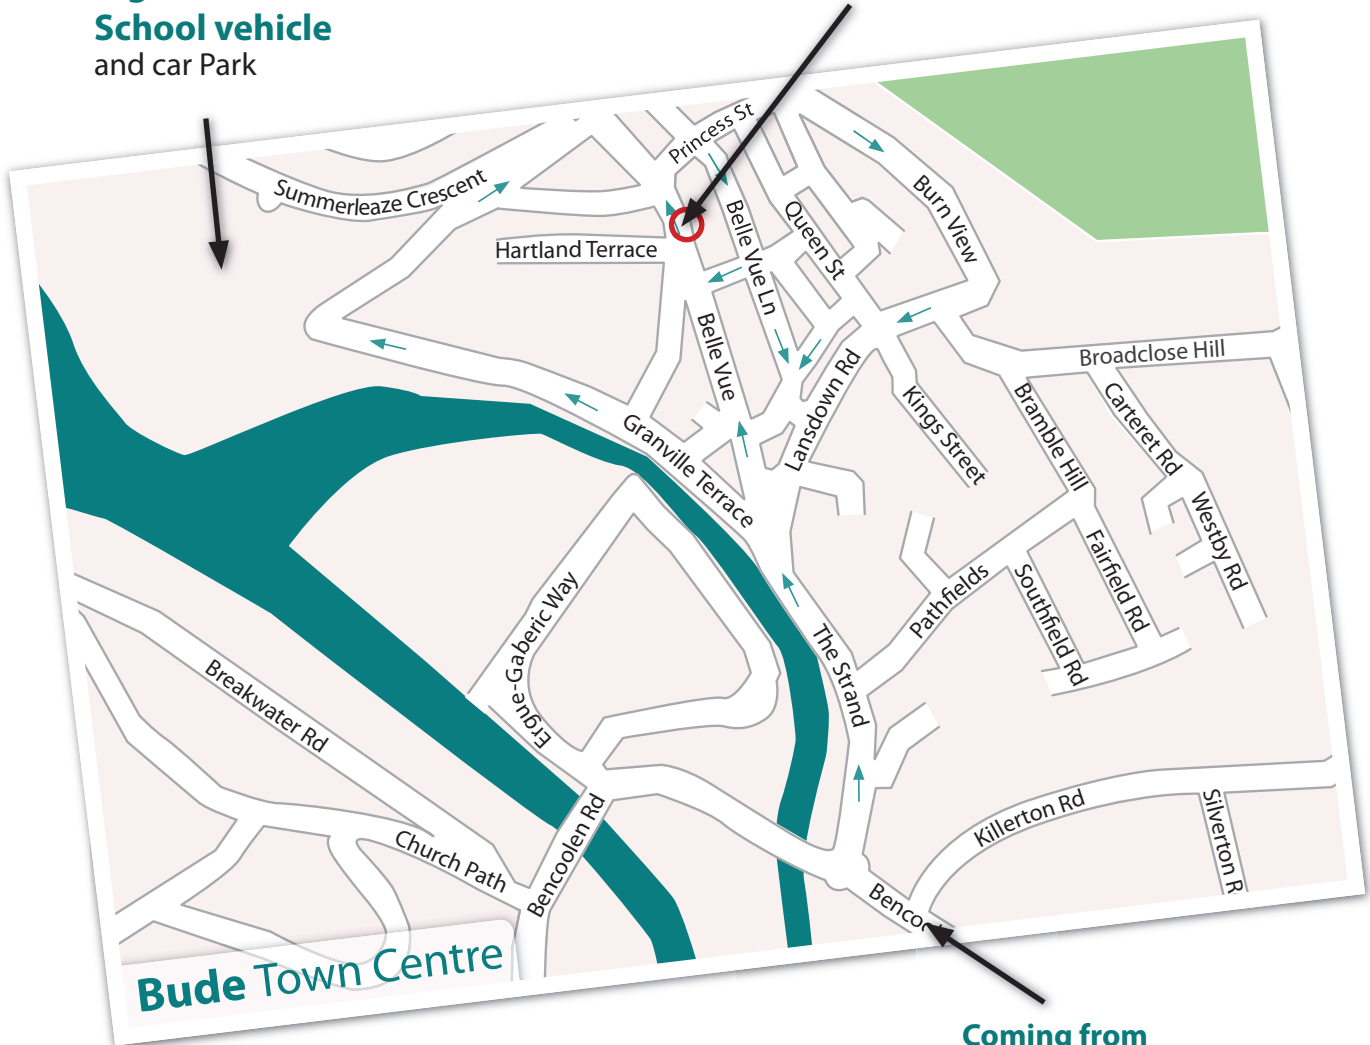 School vehicle
and car Park
Princess St
Summerleaze Crescent
Burn View
Hartland Terrace
Belle Vue Ln
Queen St
Belle Vue
Broadclose Hill
Lansdown Rd
Kings Street
Bramble Hill
Carteret Rd
Granville Terrace
Westby Rd
Fairfield Rd
Southfield Rd
Pathfields
Ergue-Gaberic Way
The Strand
Breakwater Rd
Killerton Rd
Silverton R
Church Path
Bencoolen Rd
Benco
Bude Town Centre
Coming from